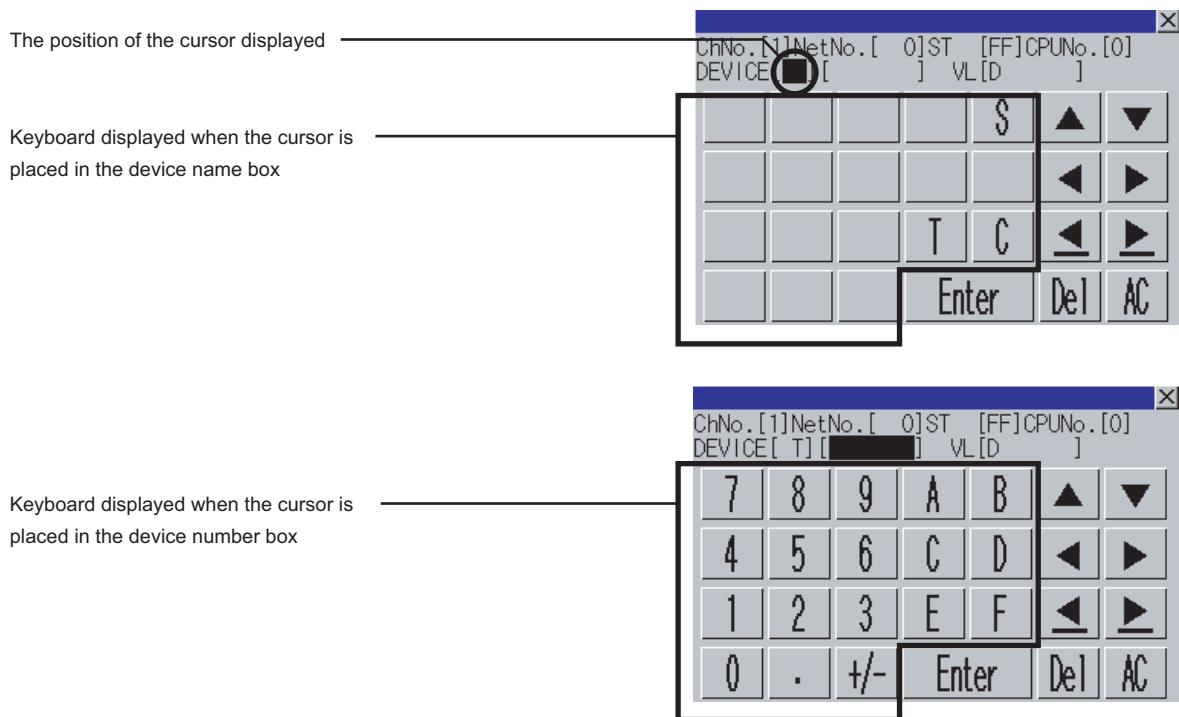 The position of the cursor displayed
ChNo.[1]NetNo.[ 0]ST [FF]CPUNo.[0]
DEVICE[ ][ ] VL[D ]
Keyboard displayed when the cursor is
placed in the device name box
S
T C
Enter Del AC
ChNo.[1]NetNo.[ 0]ST [FF]CPUNo.[0]
DEVICE[ T][ ] VL[D ]
Keyboard displayed when the cursor is
placed in the device number box
7 8 9 A B
4 5 6 C D
1 2 3 E F
0 . +/- Enter Del AC